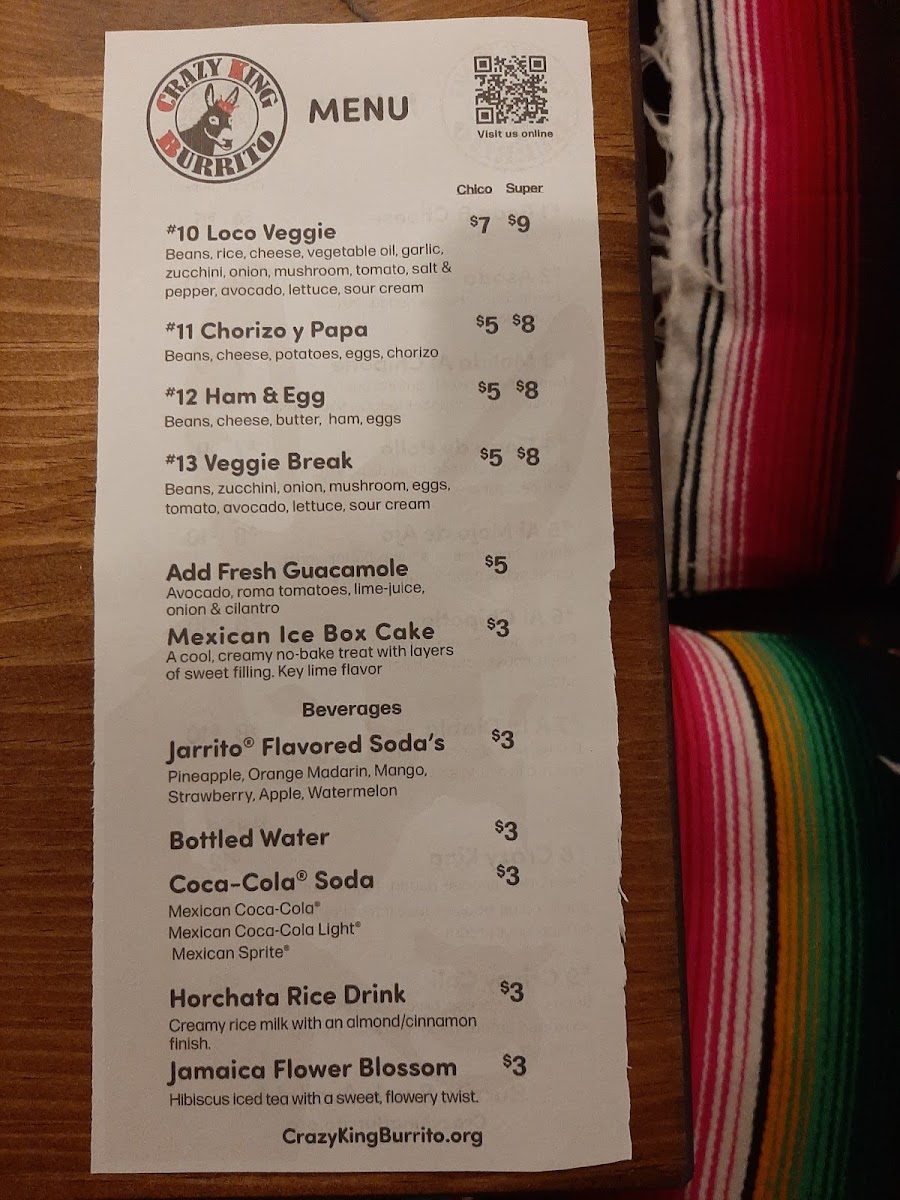 CRAZY KING
BURRITO
MENU
Visit us online
Chico Super
#10 Loco Veggie $7 $9
Beans, rice, cheese, vegetable oil, garlic,
zucchini, onion, mushroom, tomato, salt &
pepper, avocado, lettuce, sour cream
#11 Chorizo y Papa $5 $8
Beans, cheese, potatoes, eggs, chorizo
#12 Ham & Egg $5 $8
Beans, cheese, butter, ham, eggs
#13 Veggie Break $5 $8
Beans, zucchini, onion, mushroom, eggs,
tomato, avocado, lettuce, sour cream
Add Fresh Guacamole $5
Avocado, roma tomatoes, lime-juice,
onion & cilantro
Mexican Ice Box Cake $3
A cool, creamy no-bake treat with layers
of sweet filling. Key lime flavor
Beverages
Jarrito® Flavored Soda's $3
Pineapple, Orange Madarin, Mango,
Strawberry, Apple, Watermelon
Bottled Water $3
Coca-Cola® Soda $3
Mexican Coca-Cola®
Mexican Coca-Cola Light®
Mexican Sprite®
Horchata Rice Drink $3
Creamy rice milk with an almond/cinnamon
finish.
Jamaica Flower Blossom $3
Hibiscus iced tea with a sweet, flowery twist.
CrazyKingBurrito.org